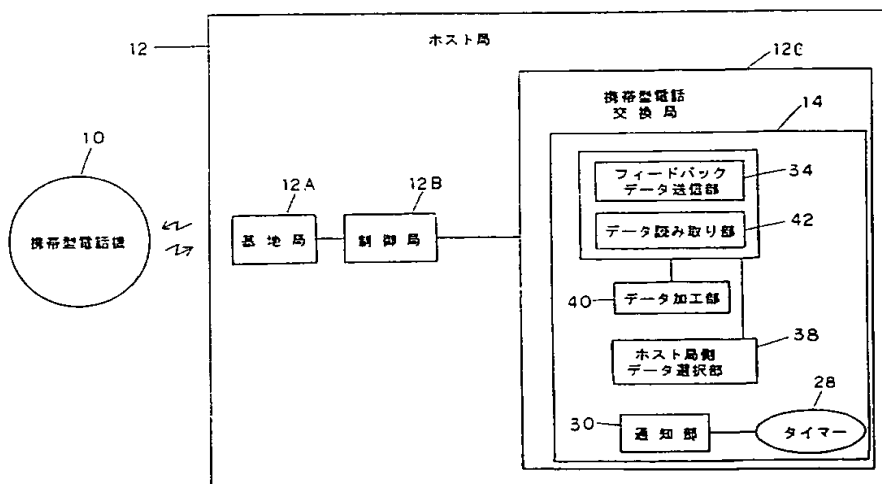 12
ホスト局
12C
携帯型電話
交換局
14
10
携帯型電話機
12A
基地局
12B
制御局
フィードバック
データ送信部
34
データ読み取り部
42
40
データ加工部
ホスト局側
データ選択部
38
28
30
通知部
タイマー